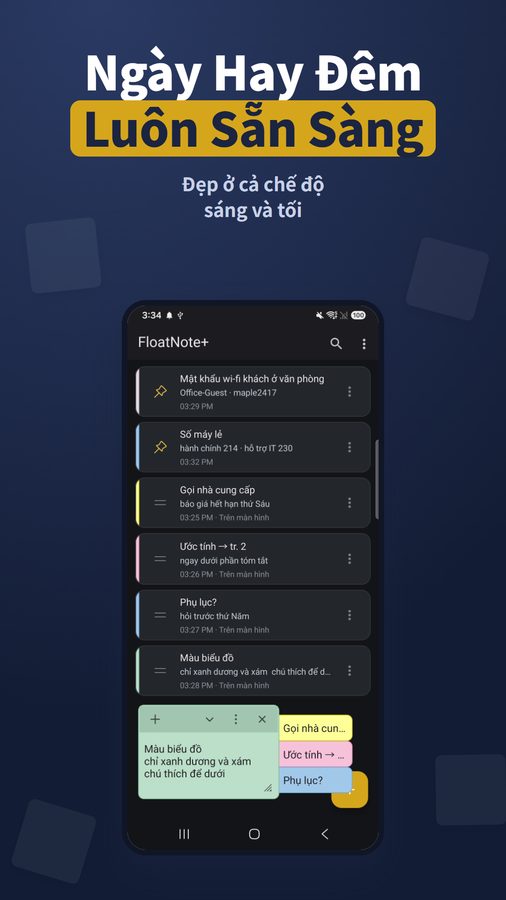 Ngày Hay Đêm
Luôn Sẵn Sàng
Đẹp ở cả chế độ
sáng và tối
3:34
100
FloatNote+
Mật khẩu wi-fi khách ở văn phòng
Office-Guest · maple2417
03:29 PM
Số máy lẻ
hành chính 214 · hỗ trợ IT 230
03:32 PM
Gọi nhà cung cấp
báo giá hết hạn thứ Sáu
03:25 PM · Trên màn hình
Ước tính → tr. 2
ngay dưới phần tóm tắt
03:26 PM · Trên màn hình
Phụ lục?
hỏi trước thứ Năm
03:27 PM · Trên màn hình
Màu biểu đồ
chỉ xanh dương và xám  chú thích để d...
03:28 PM · Trên màn hình
Màu biểu đồ
chỉ xanh dương và xám
chú thích để dưới
Gọi nhà cun...
Ước tính → ...
Phụ lục?